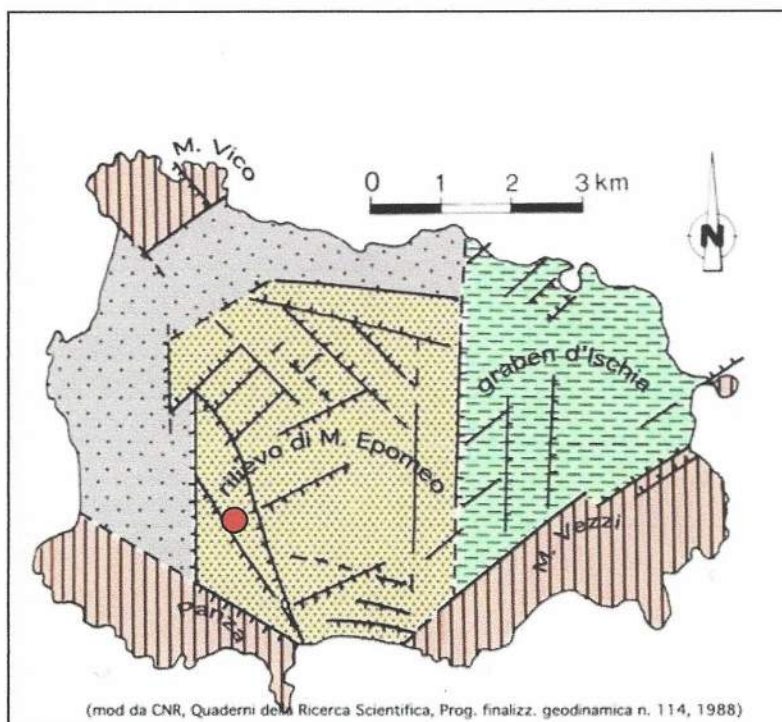 M. Vico
0 1 2 3 km
N
graben d'Ischia
rilievo di M. Epomeo
M. Vezzi
Panza
(mod da CNR, Quaderni della Ricerca Scientifica, Prog. finalizz. geodinamica n. 114, 1988)